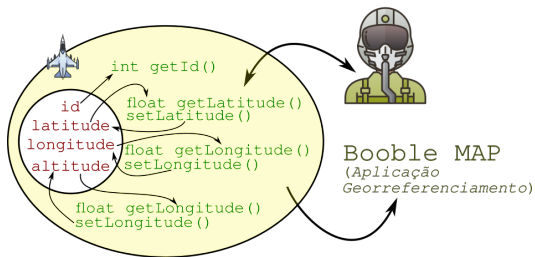 int getId()
id
float getLatitude()
setLatitude()
latitude
longitude
float getLongitude()
setLongitude()
altitude
float getLongitude()
setLongitude()
Booble MAP
(Aplicação
Georreferenciamento)